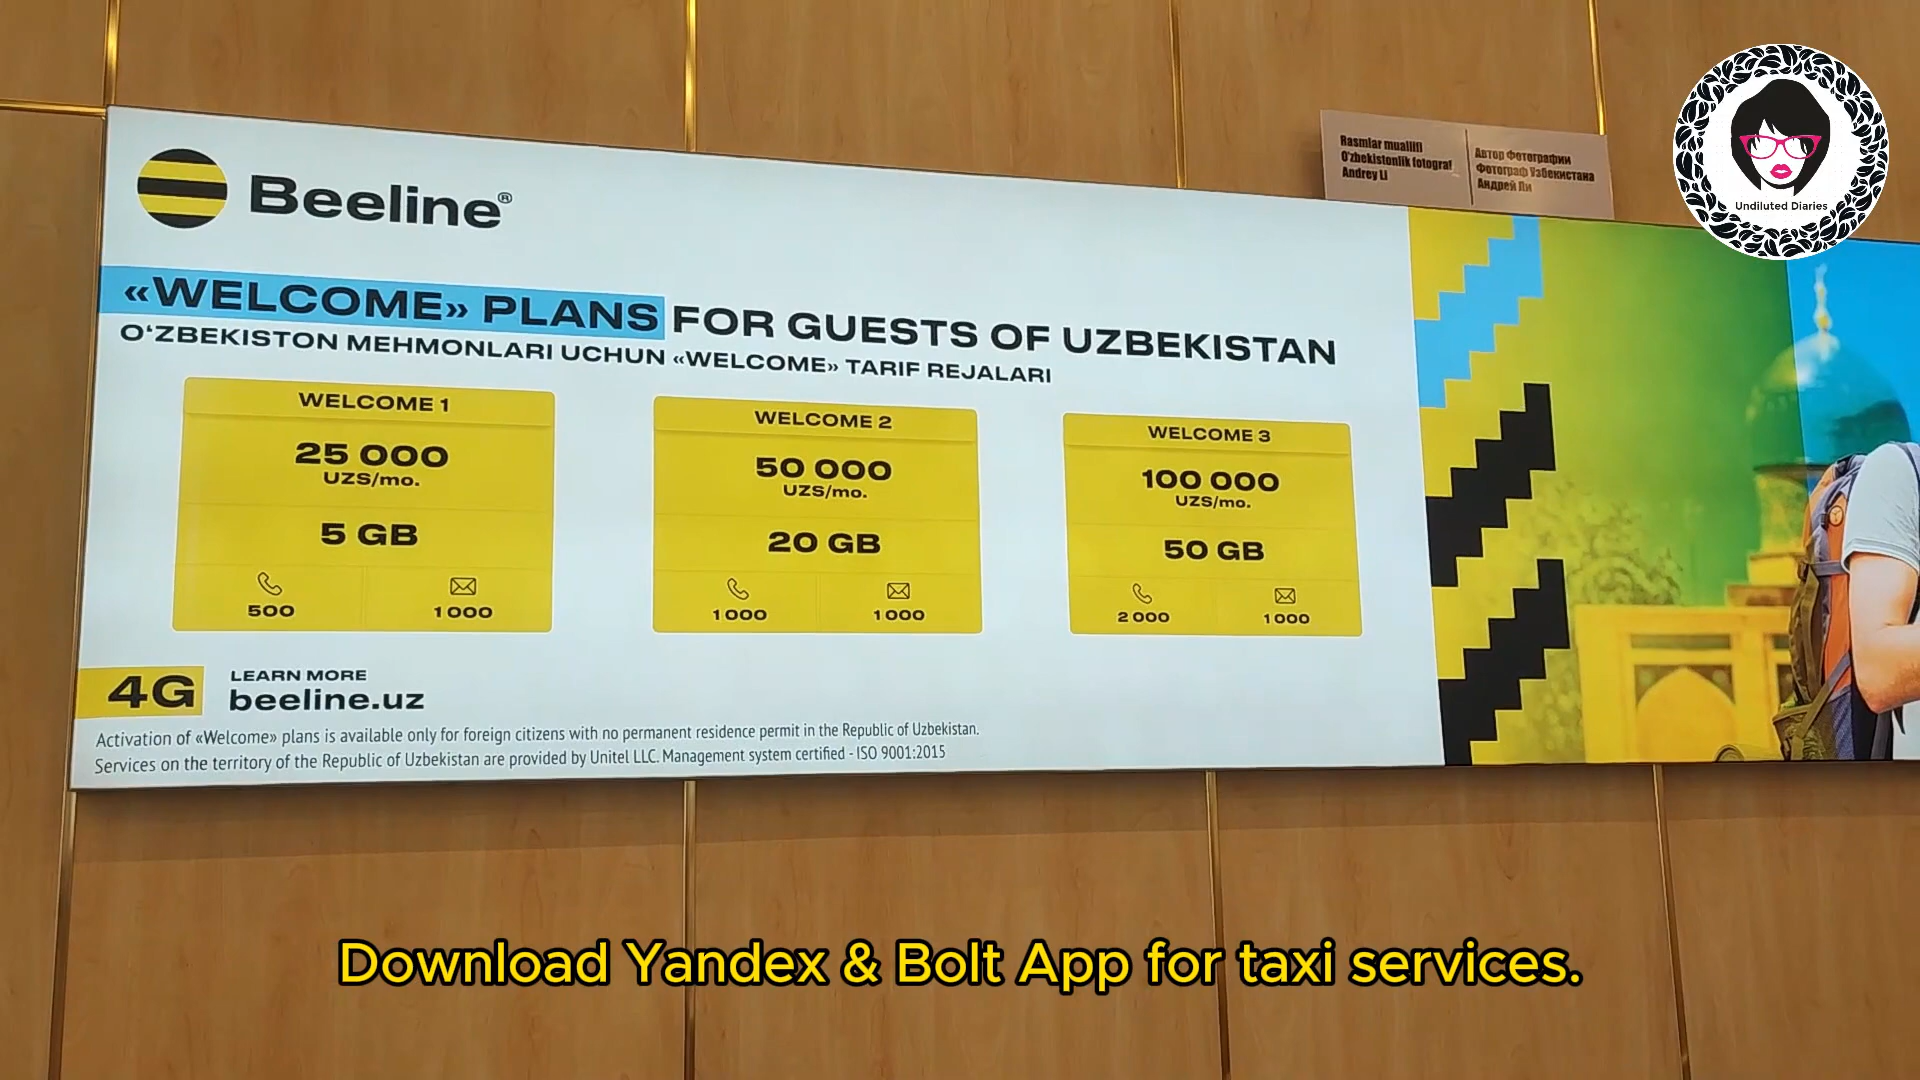 Beeline®
«WELCOME» PLANS FOR GUESTS OF UZBEKISTAN
O‘ZBEKISTON MEHMONLARI UCHUN «WELCOME» TARIF REJALARI
WELCOME 1
25 000
UZS/mo.
5 GB
500
1 000
WELCOME 2
50 000
UZS/mo.
20 GB
1 000
1 000
WELCOME 3
100 000
UZS/mo.
50 GB
2 000
1 000
4G
LEARN MORE
beeline.uz
Activation of «Welcome» plans is available only for foreign citizens with no permanent residence permit in the Republic of Uzbekistan.
Services on the territory of the Republic of Uzbekistan are provided by Unitel LLC. Management system certified - ISO 9001:2015
Rasmlar muallifi
O'zbekistonlik fotograf
Andrey Li
Автор Фотографии
Фотограф Узбекистана
Андрей Ли
Undiluted Diaries
Download Yandex & Bolt App for taxi services.